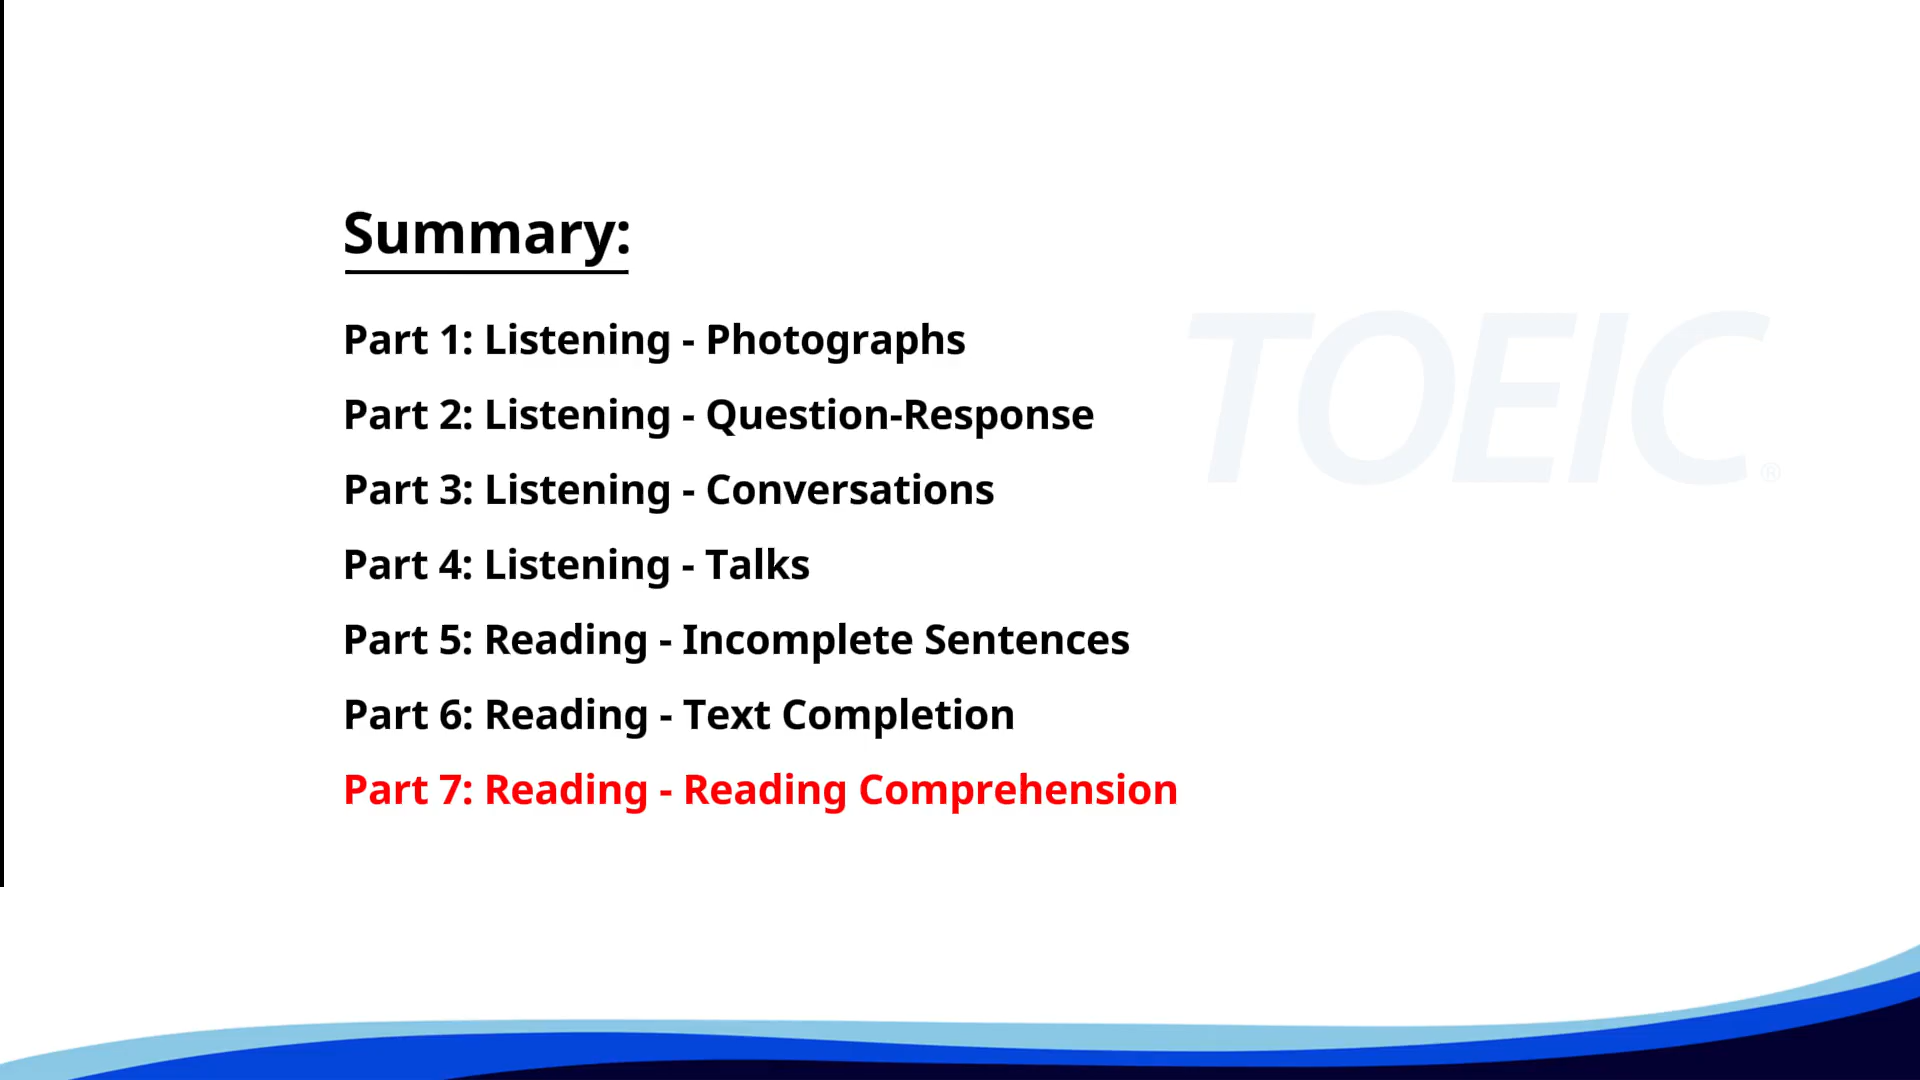 Summary:
Part 1: Listening - Photographs
Part 2: Listening - Question-Response
Part 3: Listening - Conversations
Part 4: Listening - Talks
Part 5: Reading - Incomplete Sentences
Part 6: Reading - Text Completion
Part 7: Reading - Reading Comprehension
TOEIC®